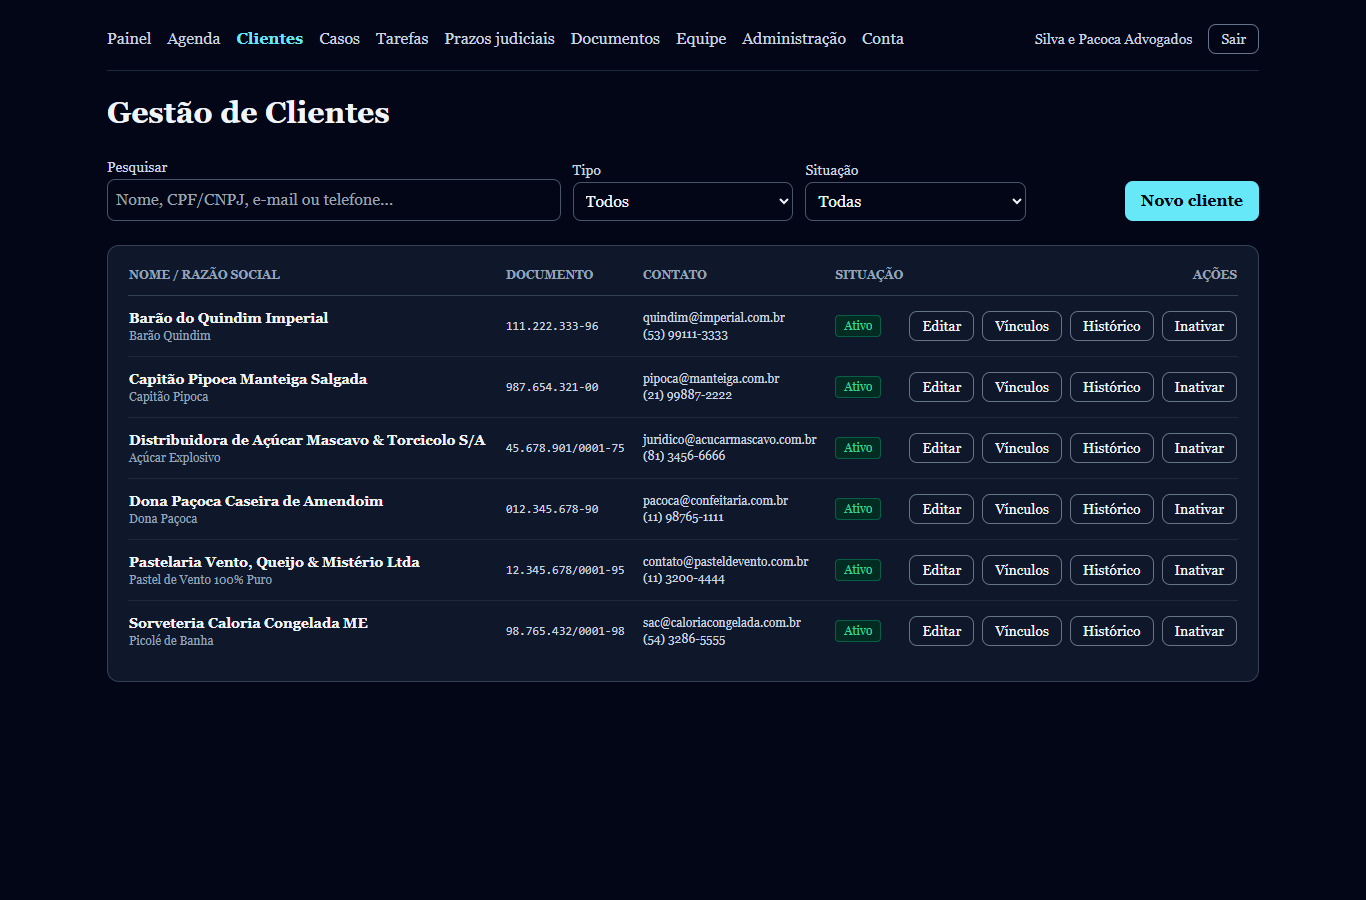 Painel Agenda Clientes Casos Tarefas Prazos judiciais Documentos Equipe Administração Conta Silva e Pacoca Advogados Sair
Gestão de Clientes
Pesquisar Tipo Situação
Nome, CPF/CNPJ, e-mail ou telefone... Todos Todas Novo cliente
NOME / RAZÃO SOCIAL DOCUMENTO CONTATO SITUAÇÃO AÇÕES
Barão do Quindim Imperial
Barão Quindim
111.222.333-96
quindim@imperial.com.br
(53) 99111-3333
Ativo Editar Vínculos Histórico Inativar
Capitão Pipoca Manteiga Salgada
Capitão Pipoca
987.654.321-00
pipoca@manteiga.com.br
(21) 99887-2222
Ativo Editar Vínculos Histórico Inativar
Distribuidora de Açúcar Mascavo & Torcicolo S/A
Açúcar Explosivo
45.678.901/0001-75
juridico@acucarmascavo.com.br
(81) 3456-6666
Ativo Editar Vínculos Histórico Inativar
Dona Paçoca Caseira de Amendoim
Dona Paçoca
012.345.678-90
pacoca@confeitaria.com.br
(11) 98765-1111
Ativo Editar Vínculos Histórico Inativar
Pastelaria Vento, Queijo & Mistério Ltda
Pastel de Vento 100% Puro
12.345.678/0001-95
contato@pasteldevento.com.br
(11) 3200-4444
Ativo Editar Vínculos Histórico Inativar
Sorveteria Caloria Congelada ME
Picolé de Banha
98.765.432/0001-98
sac@caloriacongelada.com.br
(54) 3286-5555
Ativo Editar Vínculos Histórico Inativar